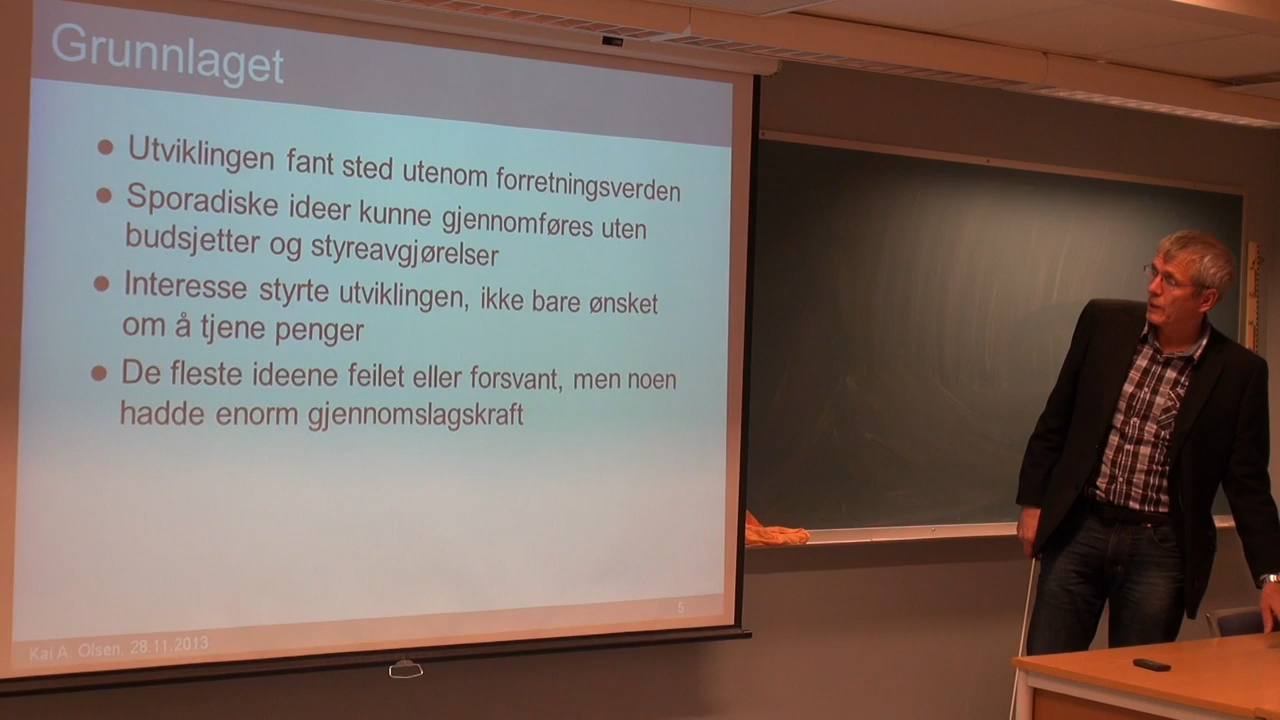 Grunnlaget
● Utviklingen fant sted utenom forretningsverden
● Sporadiske ideer kunne gjennomføres uten
budsjetter og styreavgjørelser
● Interesse styrte utviklingen, ikke bare ønsket
om å tjene penger
● De fleste ideene feilet eller forsvant, men noen
hadde enorm gjennomslagskraft
5
Kai A. Olsen, 28.11.2013